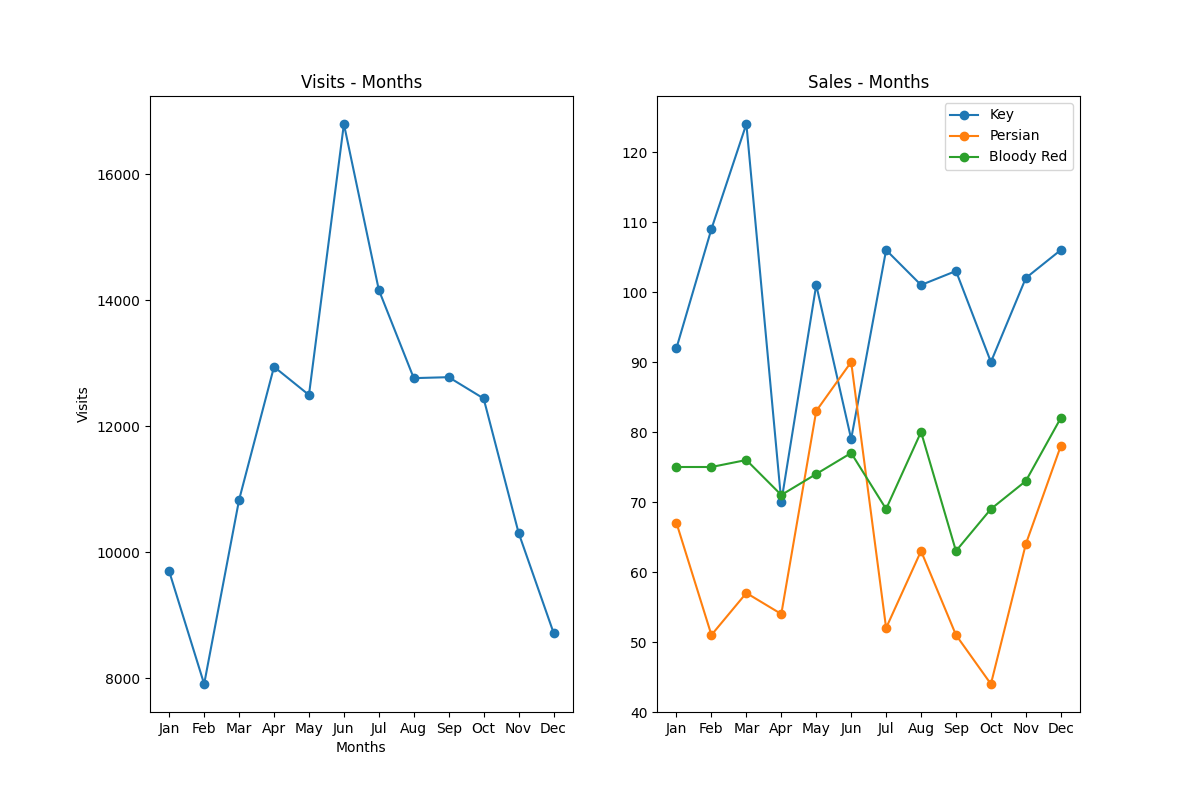 Visits - Months
Visits
16000
14000
12000
10000
8000
Jan Feb Mar Apr May Jun Jul Aug Sep Oct Nov Dec
Months
Sales - Months
Key
Persian
Bloody Red
120
110
100
90
80
70
60
50
40
Jan Feb Mar Apr May Jun Jul Aug Sep Oct Nov Dec